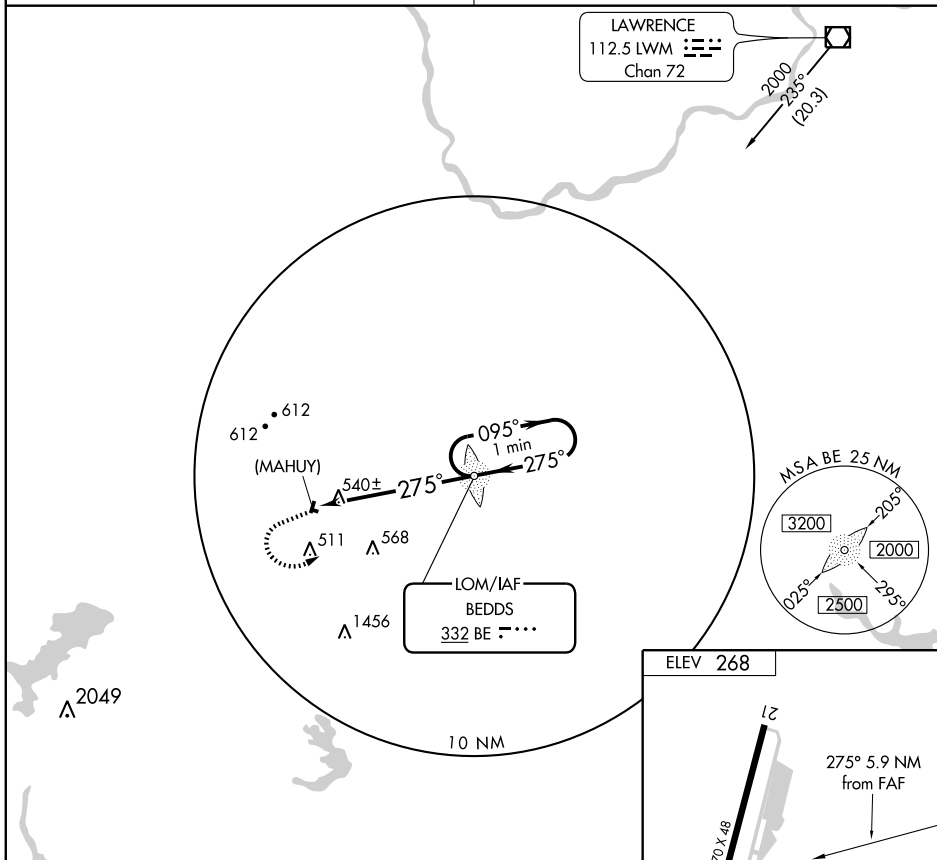 LAWRENCE
112.5 LWM
Chan 72
2000
235°
(20.3)
612
612
095°
1 min
275°
(MAHUY)
540±
275°
511
568
LOM/IAF
BEDDS
332 BE
1456
2049
10 NM
MSA BE 25 NM
205°
3200
2000
025°
295°
2500
ELEV 268
21
275° 5.9 NM
from FAF
70 X 48